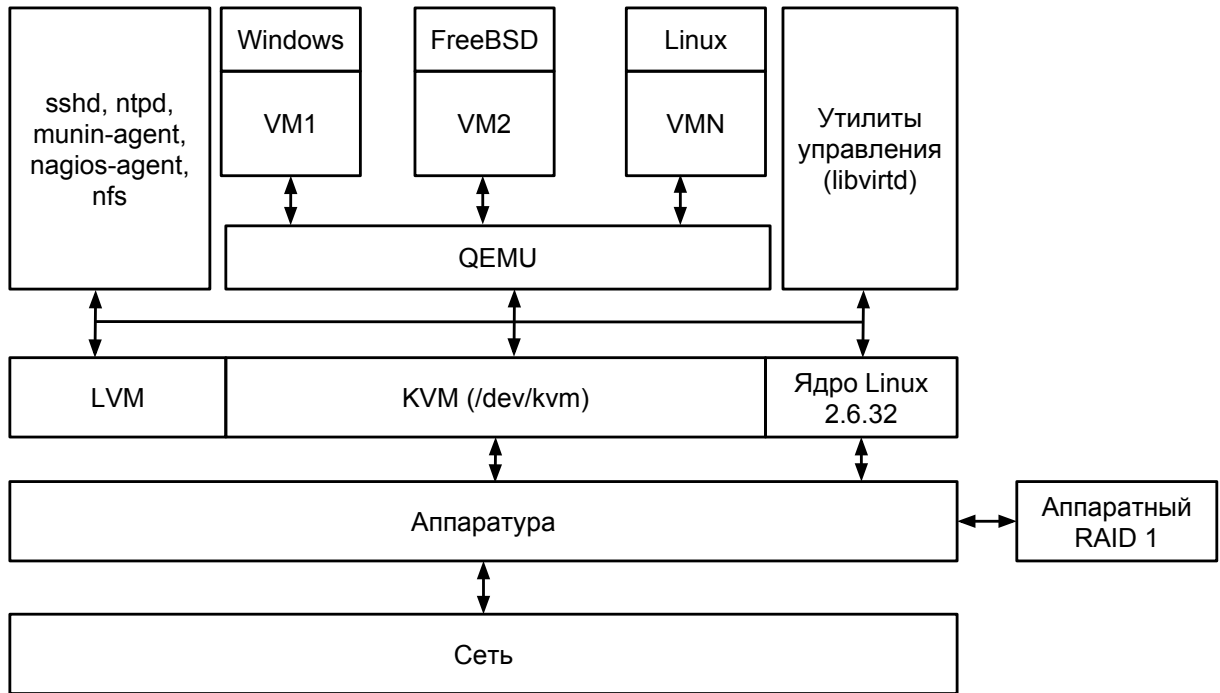 sshd, ntpd,
munin-agent,
nagios-agent,
nfs
Windows
VM1
FreeBSD
VM2
Linux
VMN
Утилиты
управления
(libvirtd)
QEMU
LVM
KVM (/dev/kvm)
Ядро Linux
2.6.32
Аппаратура
Аппаратный
RAID 1
Сеть